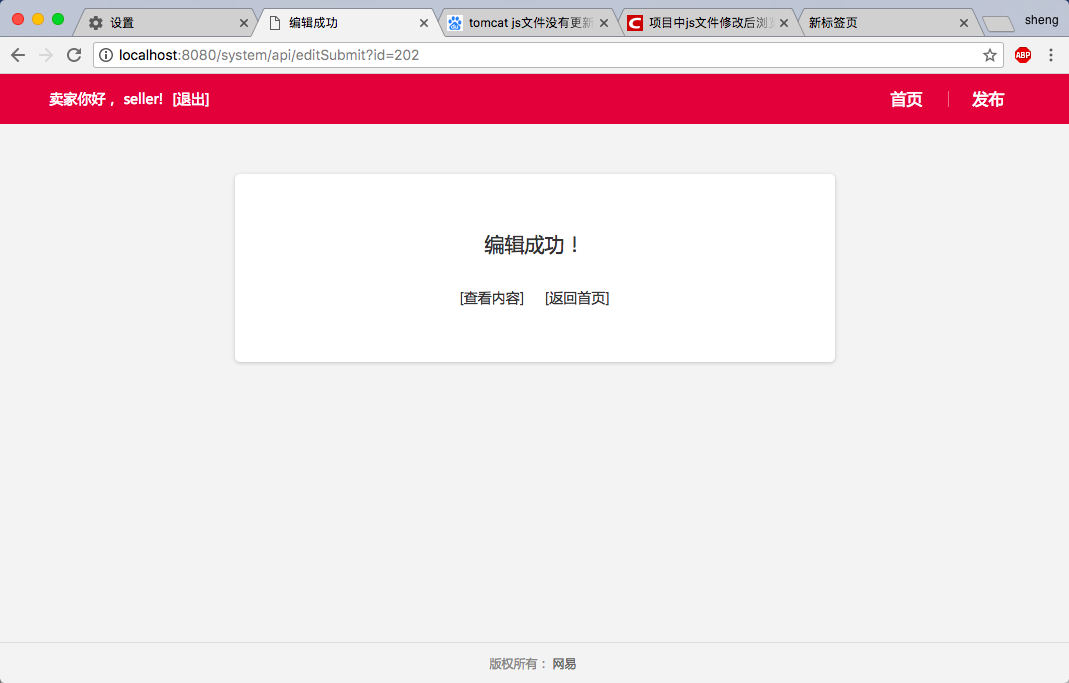 设置
编辑成功
tomcat js文件没有更新
项目中js文件修改后浏
新标签页
sheng
localhost:8080/system/api/editSubmit?id=202
ABP
卖家你好， seller! [退出]
首页
发布
编辑成功！
[查看内容] [返回首页]
版权所有： 网易